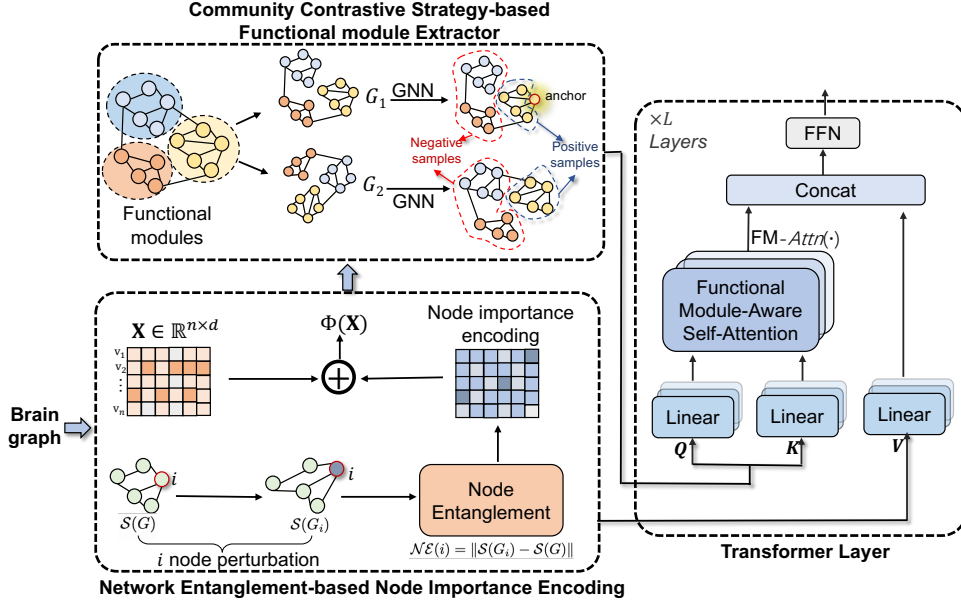 Community Contrastive Strategy-based
Functional module Extractor
G₁
GNN
anchor
Negative
samples
Positive
samples
G₂
GNN
Functional
modules
×L
Layers
FFN
Concat
FM-Attn(·)
Functional
Module-Aware
Self-Attention
Linear
Linear
Linear
Q
K
V
Transformer Layer
Brain
graph
X ∈ ℝⁿˣᵈ
v₁
v₂
⋮
vₙ
Φ(X)
Node importance
encoding
i
S(G)
i
S(Gᵢ)
i node perturbation
Node
Entanglement
𝒩ℰ(i) = ‖S(Gᵢ) − S(G)‖
Network Entanglement-based Node Importance Encoding